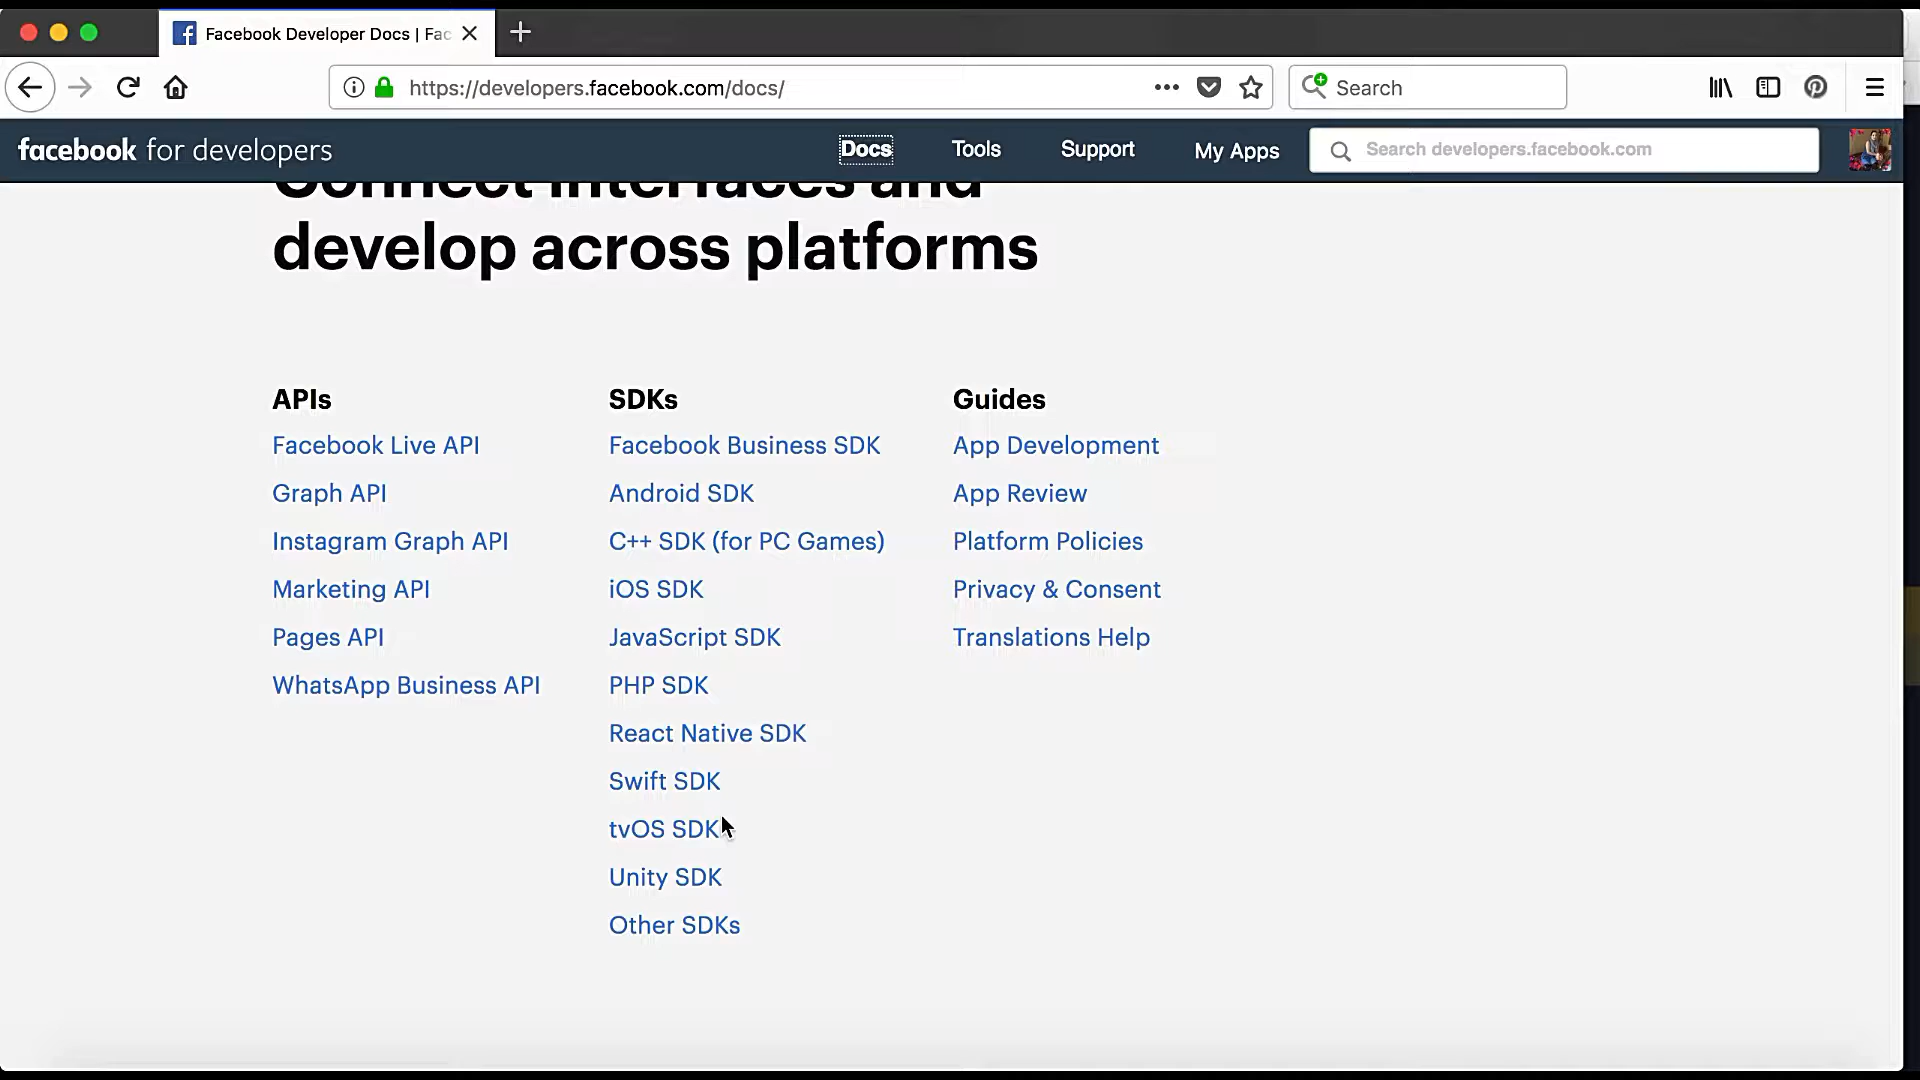 Facebook Developer Docs | Fac
https://developers.facebook.com/docs/
Search
facebook for developers
Docs
Tools
Support
My Apps
Search developers.facebook.com
Connect interfaces and
develop across platforms
APIs
Facebook Live API
Graph API
Instagram Graph API
Marketing API
Pages API
WhatsApp Business API
SDKs
Facebook Business SDK
Android SDK
C++ SDK (for PC Games)
iOS SDK
JavaScript SDK
PHP SDK
React Native SDK
Swift SDK
tvOS SDK
Unity SDK
Other SDKs
Guides
App Development
App Review
Platform Policies
Privacy & Consent
Translations Help